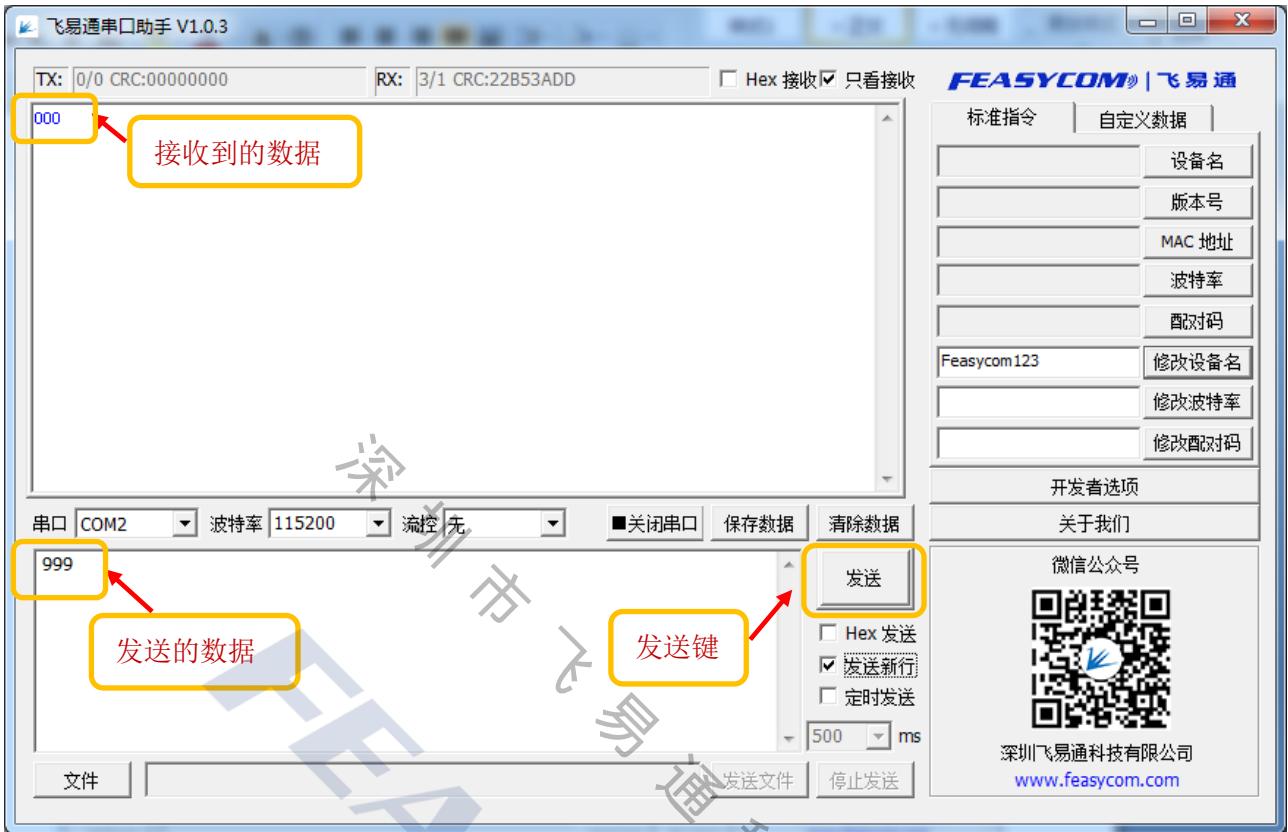 飞易通串口助手 V1.0.3
TX: 0/0 CRC:00000000 RX: 3/1 CRC:22B53ADD Hex 接收 只看接收
FEASYCOM | 飞易通
000
接收到的数据
标准指令 自定义数据
设备名
版本号
MAC 地址
波特率
配对码
Feasycom123 修改设备名
修改波特率
修改配对码
开发者选项
串口 COM2 波特率 115200 流控 无 ■关闭串口 保存数据 清除数据
关于我们
999
发送的数据
发送键
发送
Hex 发送
发送新行
定时发送
500 ms
文件 发送文件 停止发送
微信公众号
深圳飞易通科技有限公司
www.feasycom.com
深圳市飞易通
FEA